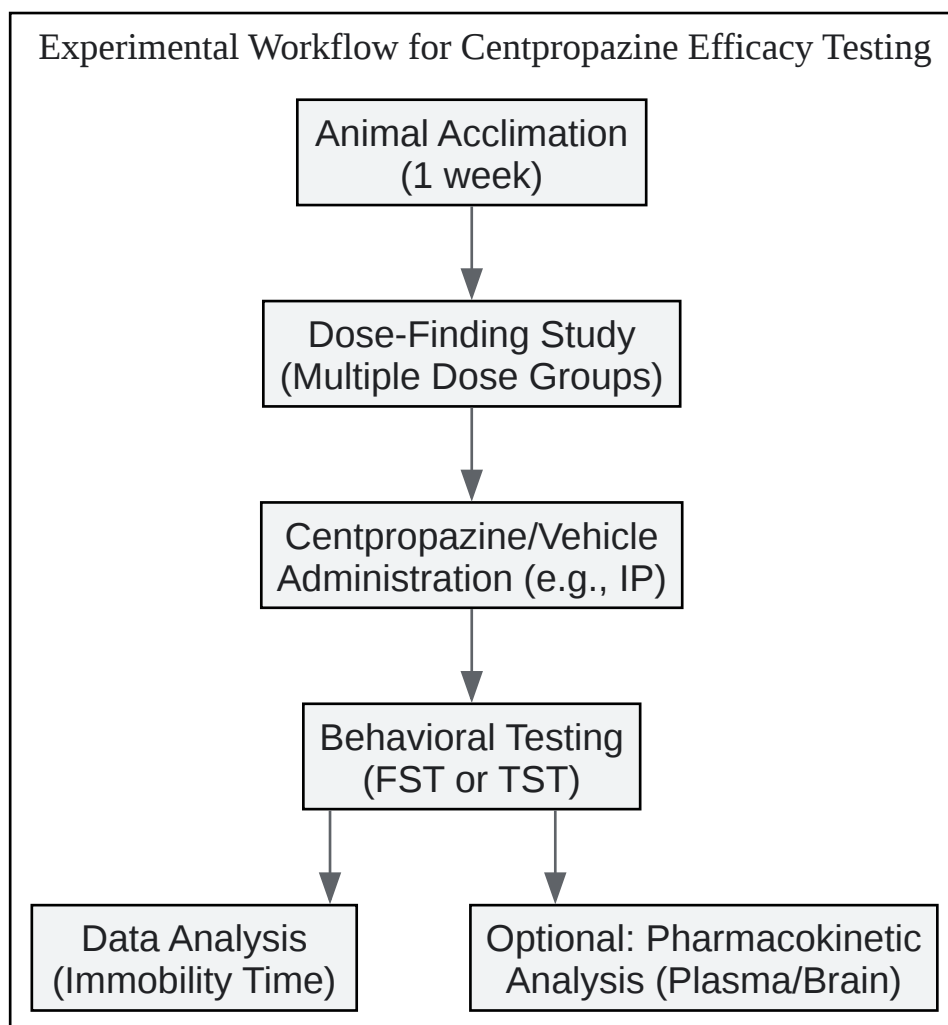 Experimental Workflow for Centpropazine Efficacy Testing
Animal Acclimation
(1 week)
Dose-Finding Study
(Multiple Dose Groups)
Centpropazine/Vehicle
Administration (e.g., IP)
Behavioral Testing
(FST or TST)
Data Analysis
(Immobility Time)
Optional: Pharmacokinetic
Analysis (Plasma/Brain)